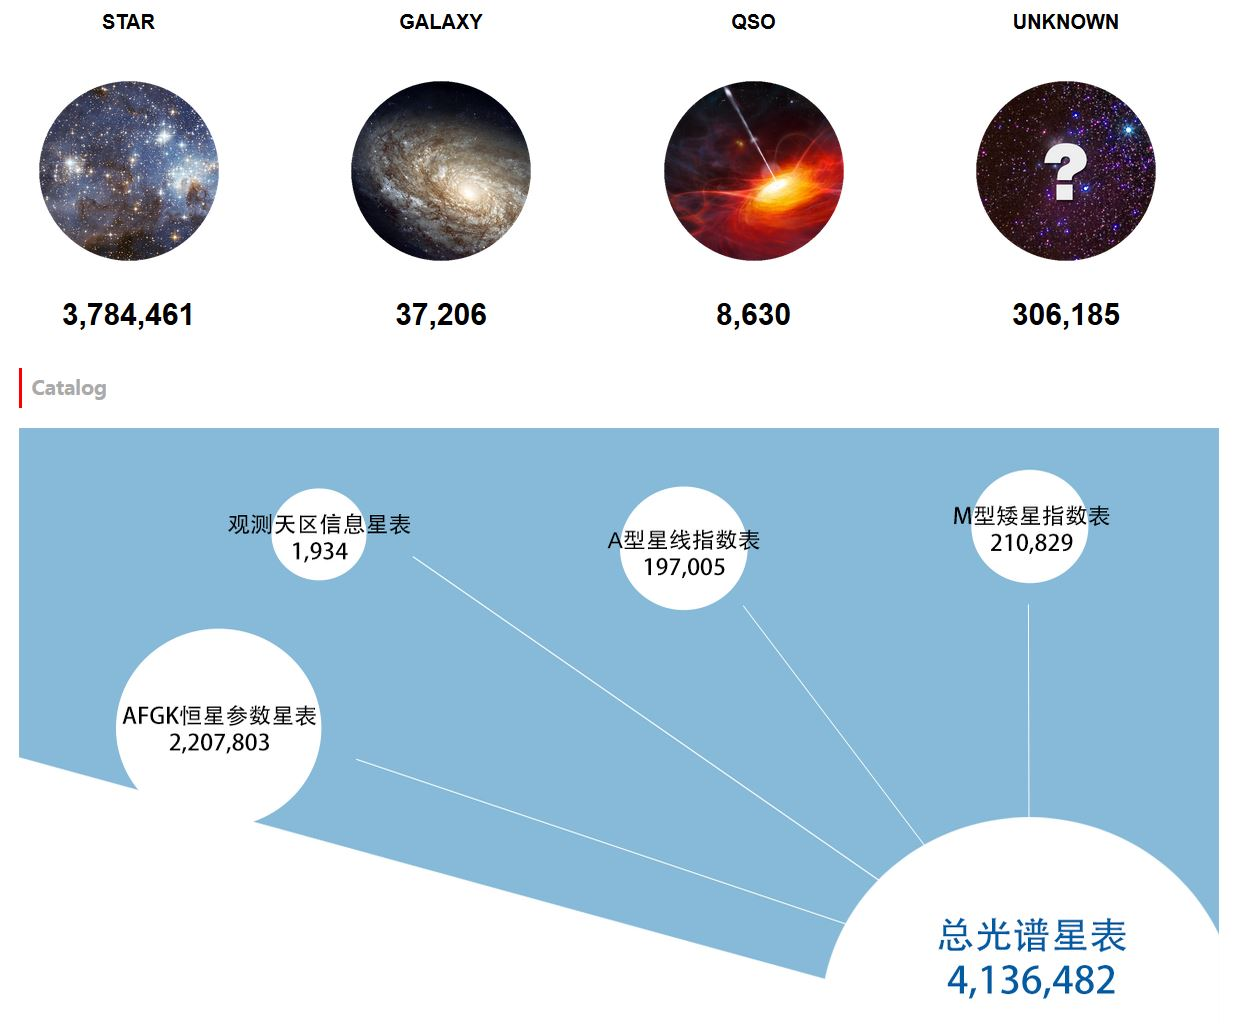 STAR GALAXY QSO UNKNOWN
?
3,784,461 37,206 8,630 306,185
Catalog
观测天区信息星表
1,934
A型星线指数表
197,005
M型矮星指数表
210,829
AFGK恒星参数星表
2,207,803
总光谱星表
4,136,482